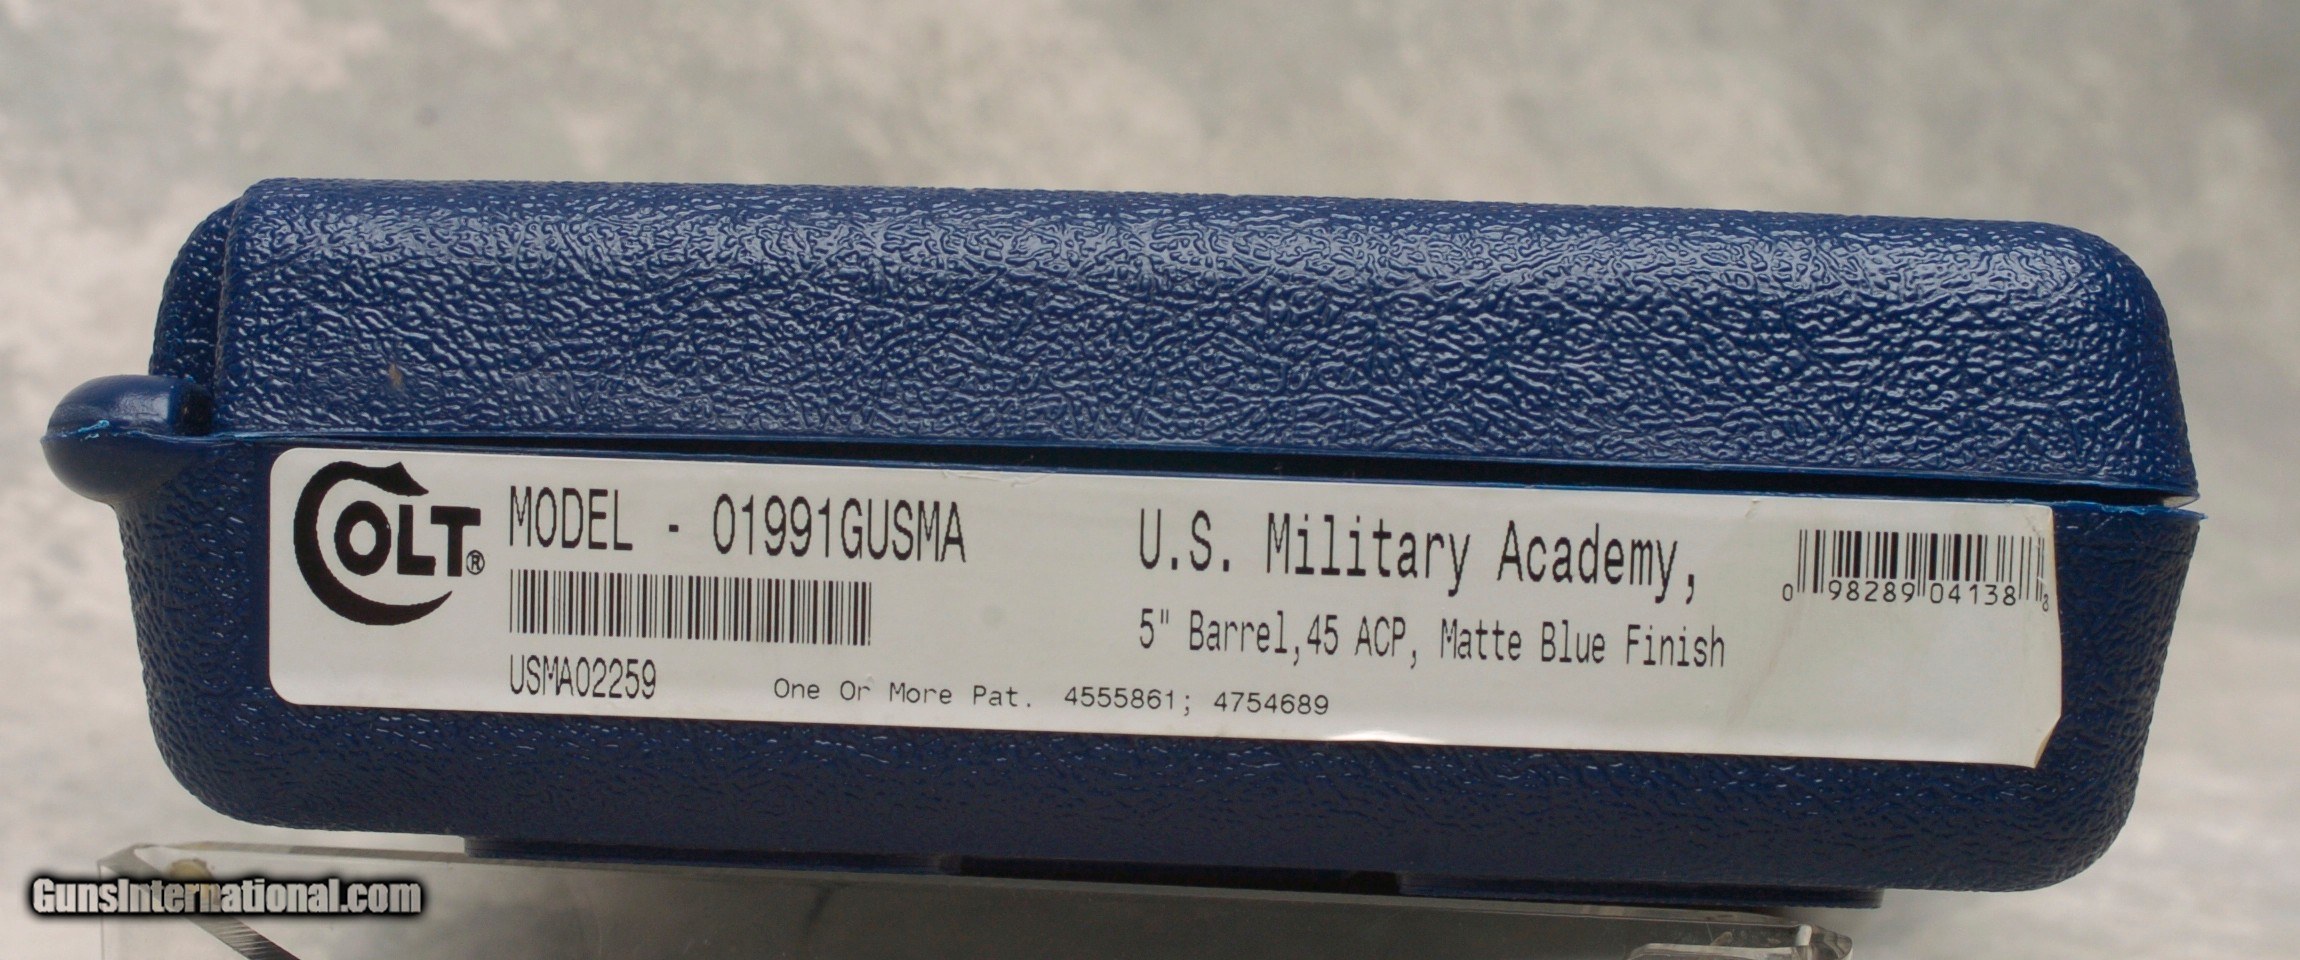 COLT®
MODEL - 01991GUSMA
USMA02259
U.S. Military Academy,
5" Barrel,45 ACP, Matte Blue Finish
One Or More Pat. 4555861; 4754689
0 98289 04138 8
GunsInternational.com